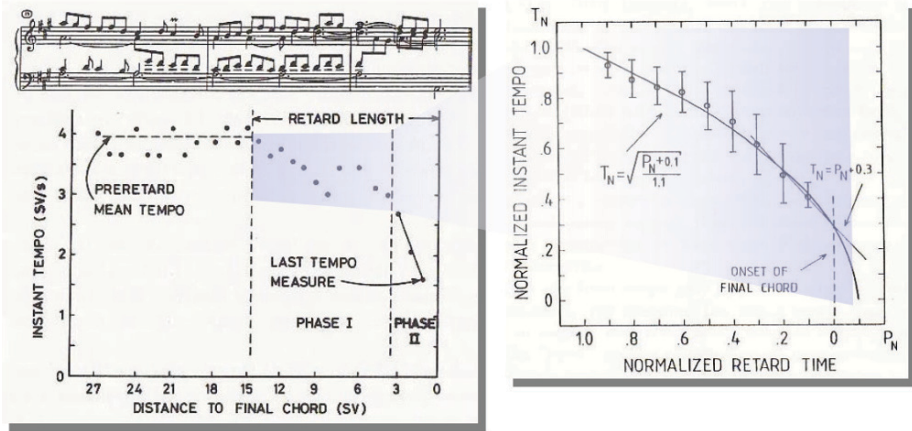 RETARD LENGTH
4
3
2
1
0
INSTANT TEMPO (SV/s)
PRERETARD
MEAN TEMPO
LAST TEMPO
MEASURE
PHASE I
PHASE
II
27 24 21 18 15 12 9 6 3 0
DISTANCE TO FINAL CHORD (SV)
T_N
1.0
.8
.6
.4
.2
0
NORMALIZED INSTANT TEMPO
T_N=√(P_N+0.1/1.1)
T_N=P_N+0.3
ONSET OF
FINAL CHORD
1.0 .8 .6 .4 .2 0 P_N
NORMALIZED RETARD TIME